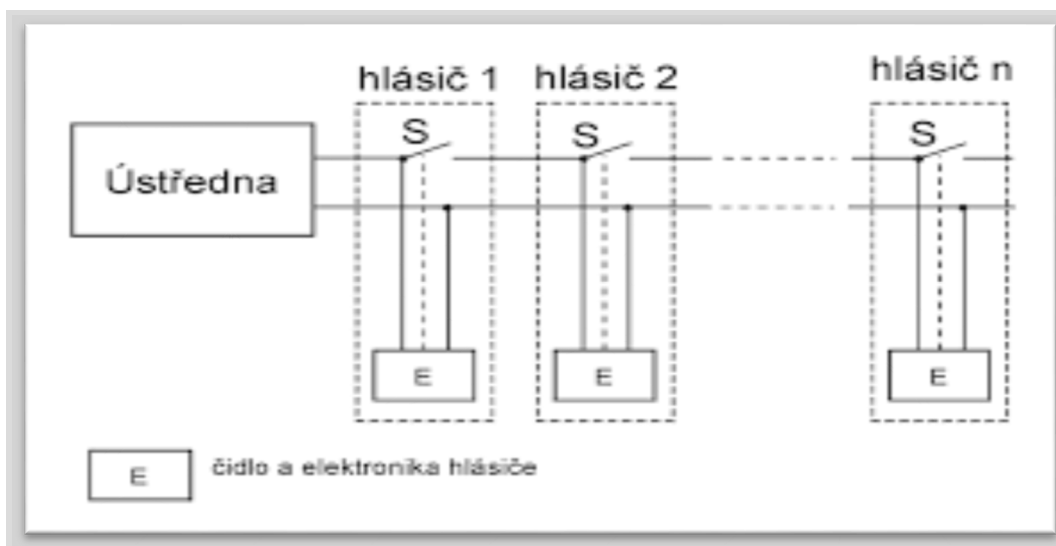 hlásič 1
hlásič 2
hlásič n
S
S
S
Ústředna
E
E
E
E
čidlo a elektronika hlásiče